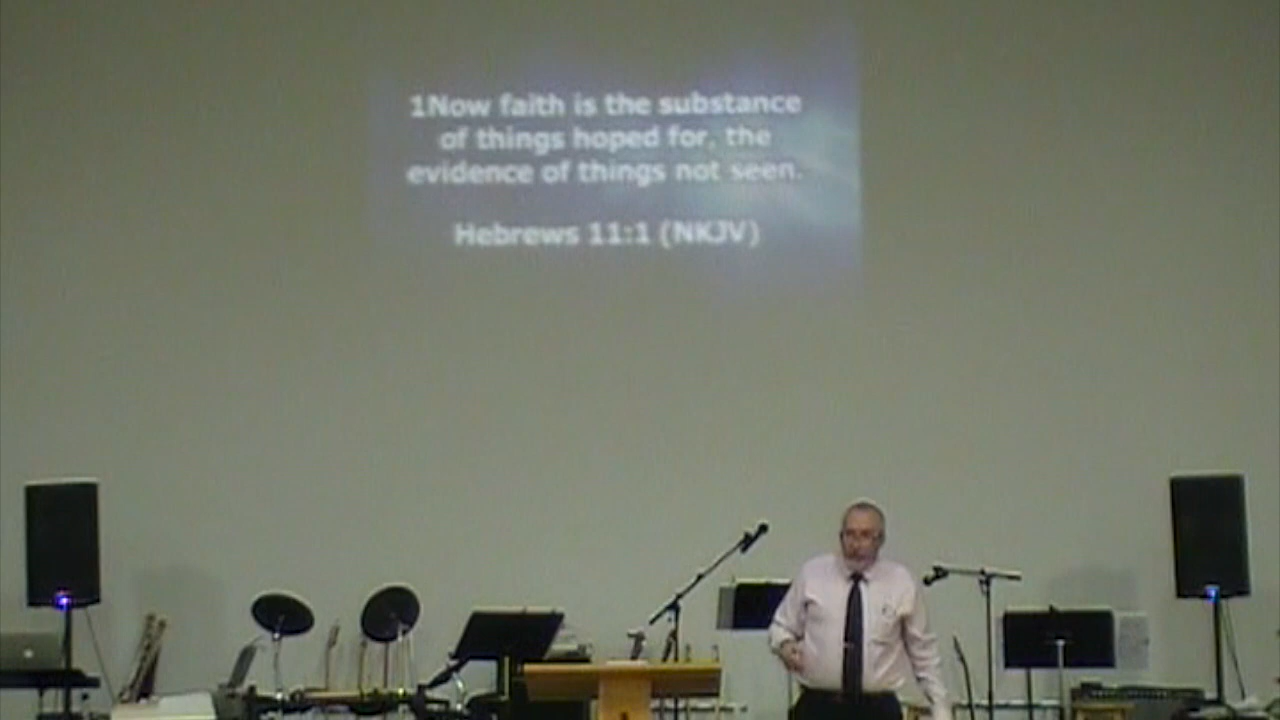 1Now faith is the substance
of things hoped for, the
evidence of things not seen.
Hebrews 11:1 (NKJV)